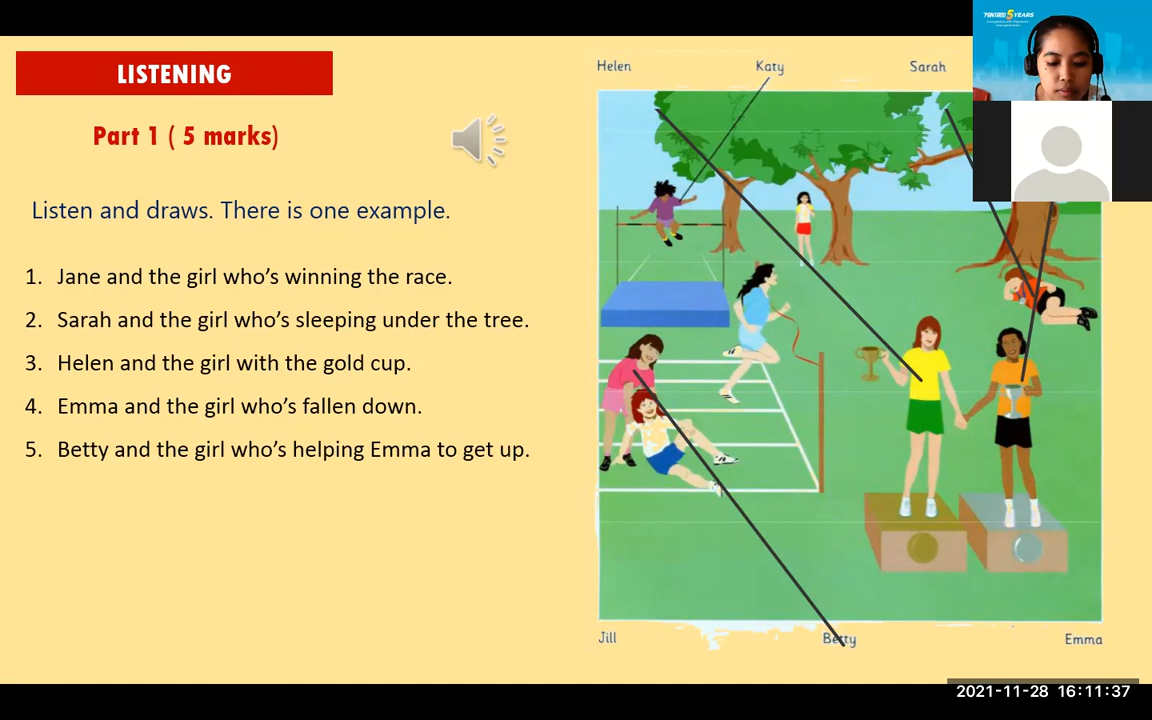 LISTENING
Part 1 ( 5 marks)
Listen and draws. There is one example.
1. Jane and the girl who’s winning the race.
2. Sarah and the girl who’s sleeping under the tree.
3. Helen and the girl with the gold cup.
4. Emma and the girl who’s fallen down.
5. Betty and the girl who’s helping Emma to get up.
Helen Katy Sarah
Jill Betty Emma
5 YEARS
2021-11-28 16:11:37